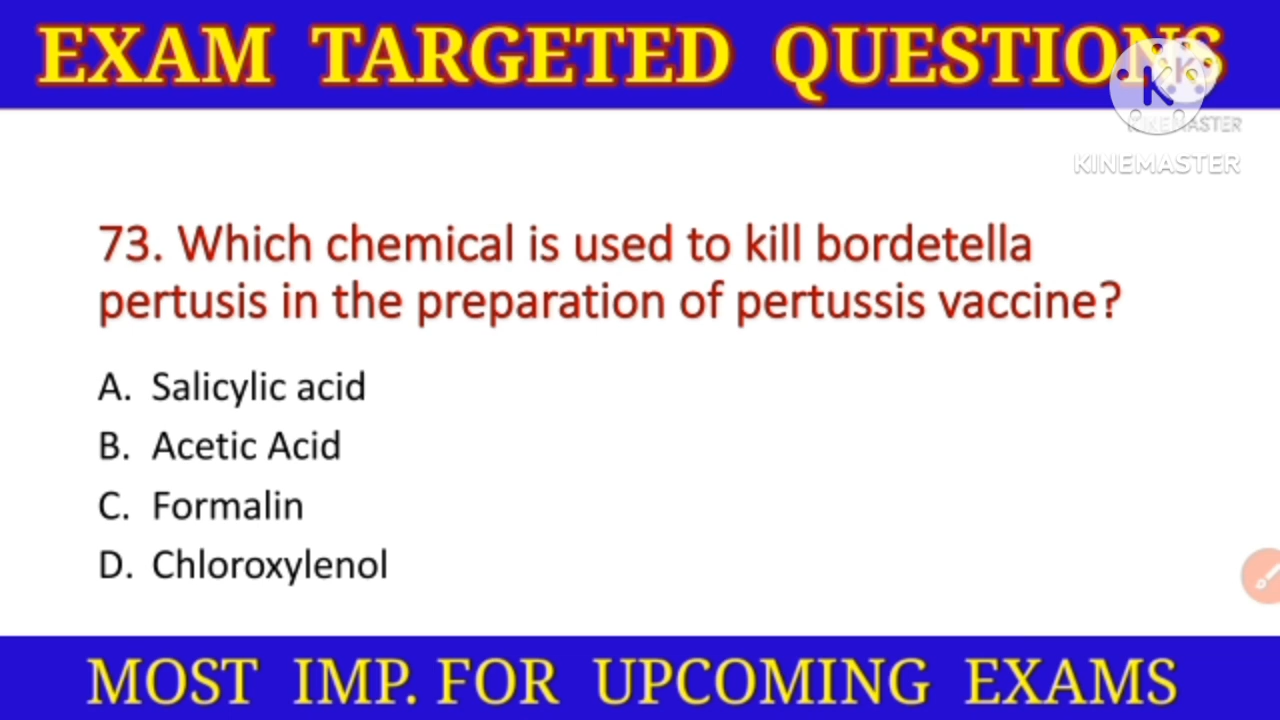 EXAM TARGETED QUESTIONS
KINEMASTER
KINEMASTER
73. Which chemical is used to kill bordetella
pertusis in the preparation of pertussis vaccine?
A. Salicylic acid
B. Acetic Acid
C. Formalin
D. Chloroxylenol
MOST IMP. FOR UPCOMING EXAMS